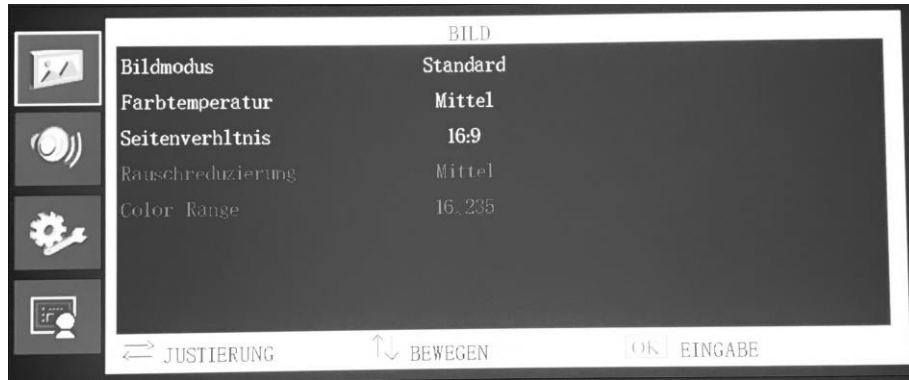 BILD
Bildmodus Standard
Farbtemperatur Mittel
Seitenverhltnis 16:9
Rauschreduzierung Mittel
Color Range 16~235
JUSTIERUNG BEWEGEN OK EINGABE